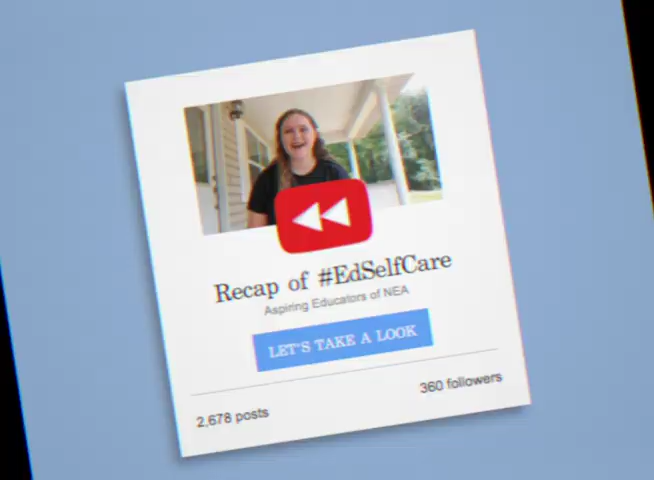 Recap of #EdSelfCare
Aspiring Educators of NEA
LET'S TAKE A LOOK
2,678 posts
360 followers